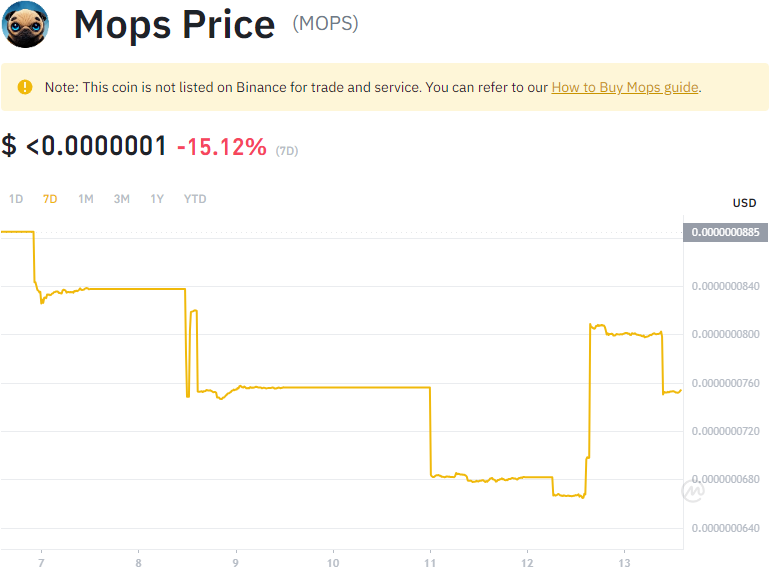 Mops Price (MOPS)
Note: This coin is not listed on Binance for trade and service. You can refer to our How to Buy Mops guide.
$ <0.0000001 -15.12% (7D)
1D 7D 1M 3M 1Y YTD
USD
0.0000000885
0.0000000840
0.0000000800
0.0000000760
0.0000000720
0.0000000680
0.0000000640
7 8 9 10 11 12 13